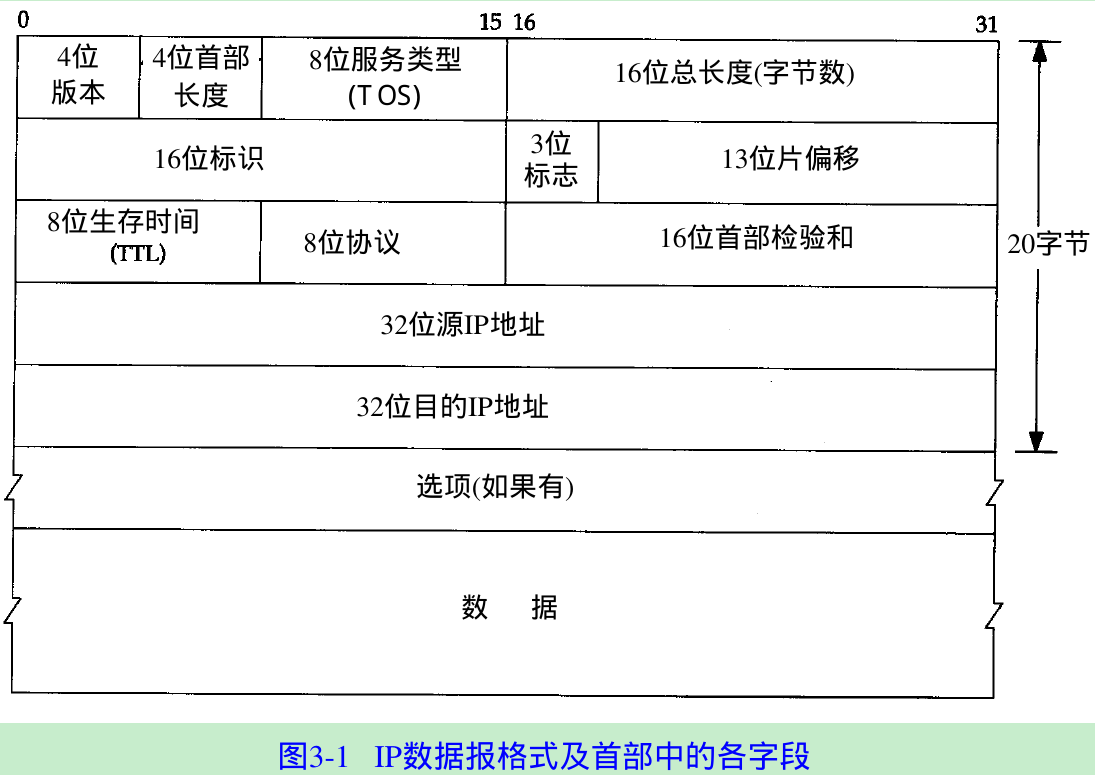 0 15 16 31
4位
版本
4位首部
长度
8位服务类型
(TOS)
16位总长度(字节数)
16位标识
3位
标志
13位片偏移
8位生存时间
(TTL)
8位协议
16位首部检验和
20字节
32位源IP地址
32位目的IP地址
选项(如果有)
数 据
图3-1 IP数据报格式及首部中的各字段